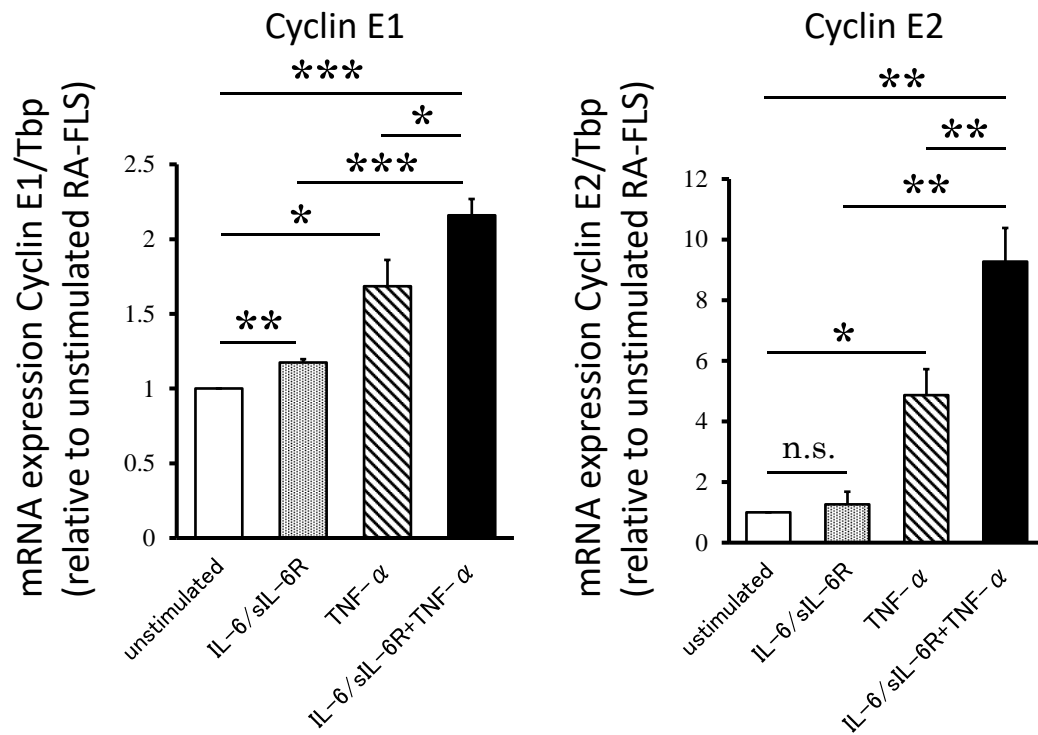 Cyclin E1
mRNA expression Cyclin E1/Tbp
(relative to unstimulated RA-FLS)
***
*
***
*
**
2.5
2
1.5
1
0.5
0
unstimulated
IL-6/sIL-6R
TNF-α
IL-6/sIL-6R+TNF-α
Cyclin E2
mRNA expression Cyclin E2/Tbp
(relative to unstimulated RA-FLS)
**
**
**
*
n.s.
12
10
8
6
4
2
0
ustimulated
IL-6/sIL-6R
TNF-α
IL-6/sIL-6R+TNF-α